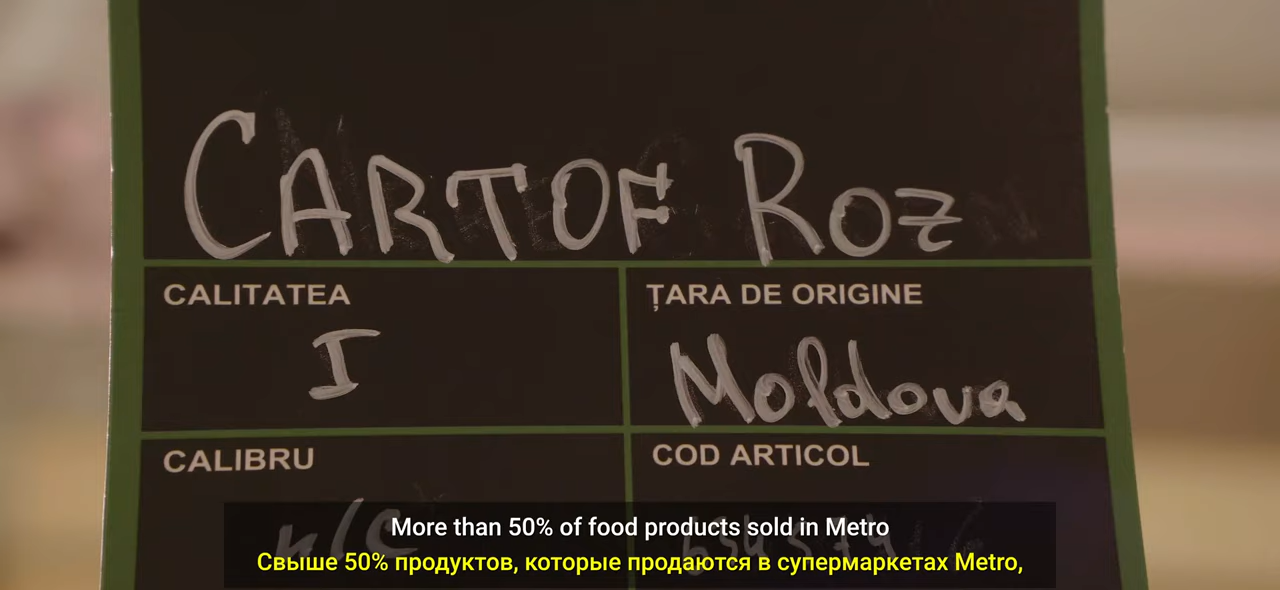 CARTOF ROZ
CALITATEA
I
ȚARA DE ORIGINE
Moldova
CALIBRU
n/c
COD ARTICOL
More than 50% of food products sold in Metro
Свыше 50% продуктов, которые продаются в супермаркетах Metro,